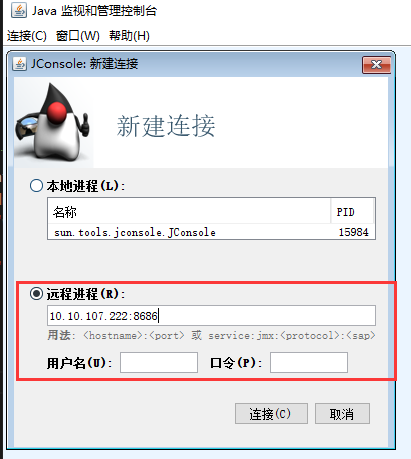 Java 监视和管理控制台
连接(C) 窗口(W) 帮助(H)
JConsole: 新建连接
新建连接
本地进程(L):
名称 PID
sun.tools.jconsole.JConsole 15984
远程进程(R):
10.10.107.222:8686
用法: <hostname>:<port> 或 service:jmx:<protocol>:<sap>
用户名(U): 口令(P):
连接(C) 取消